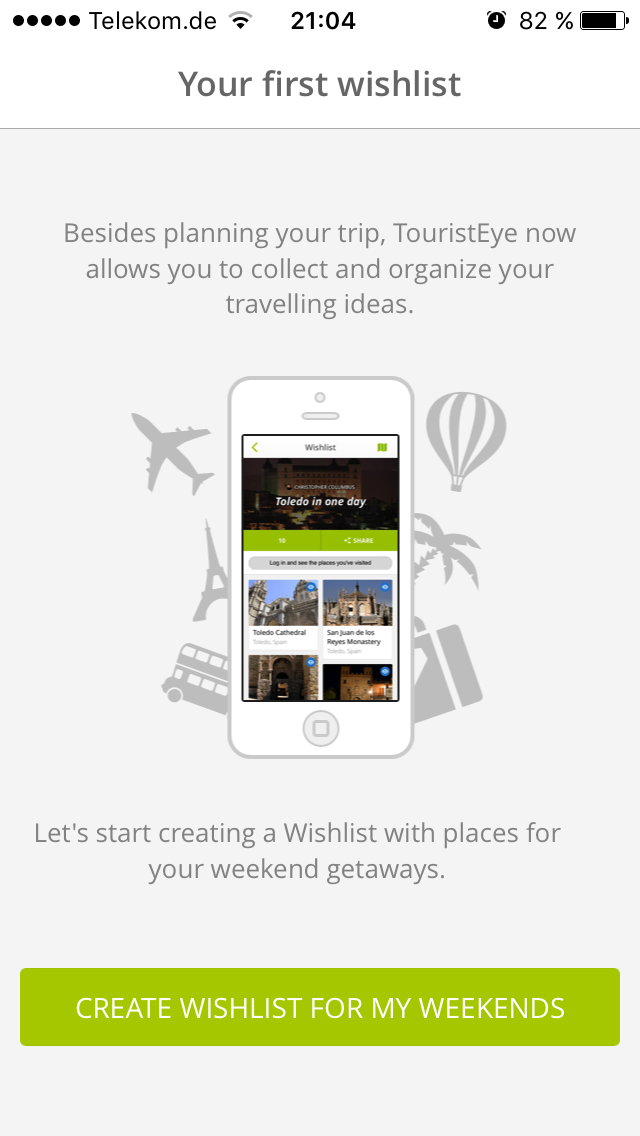 Telekom.de 21:04 82 %
Your first wishlist
Besides planning your trip, TouristEye now
allows you to collect and organize your
travelling ideas.
Wishlist
CHRISTOPHER COLUMBUS
Toledo in one day
10 SHARE
Log in and see the places you've visited
Toledo Cathedral
Toledo, Spain
San Juan de los
Reyes Monastery
Toledo, Spain
Let's start creating a Wishlist with places for
your weekend getaways.
CREATE WISHLIST FOR MY WEEKENDS